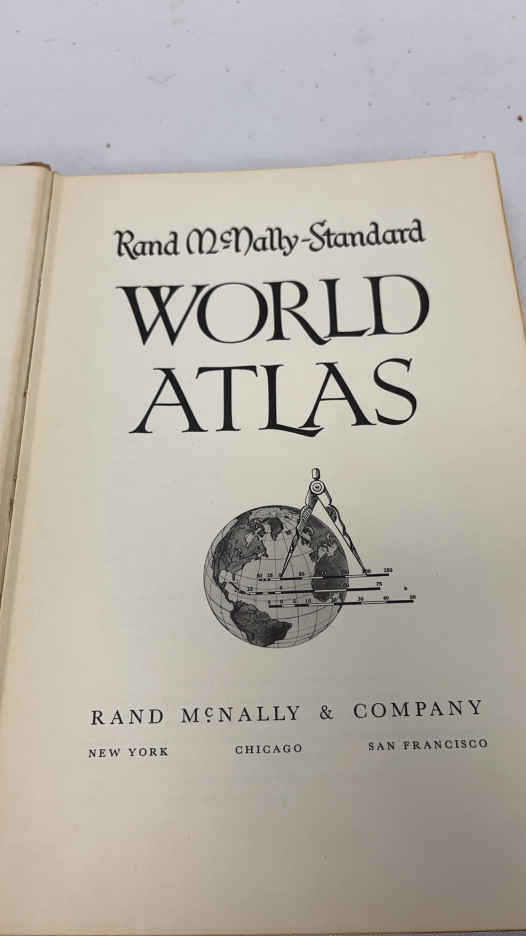 Rand McNally-Standard
WORLD
ATLAS
RAND McNALLY & COMPANY
NEW YORK CHICAGO SAN FRANCISCO